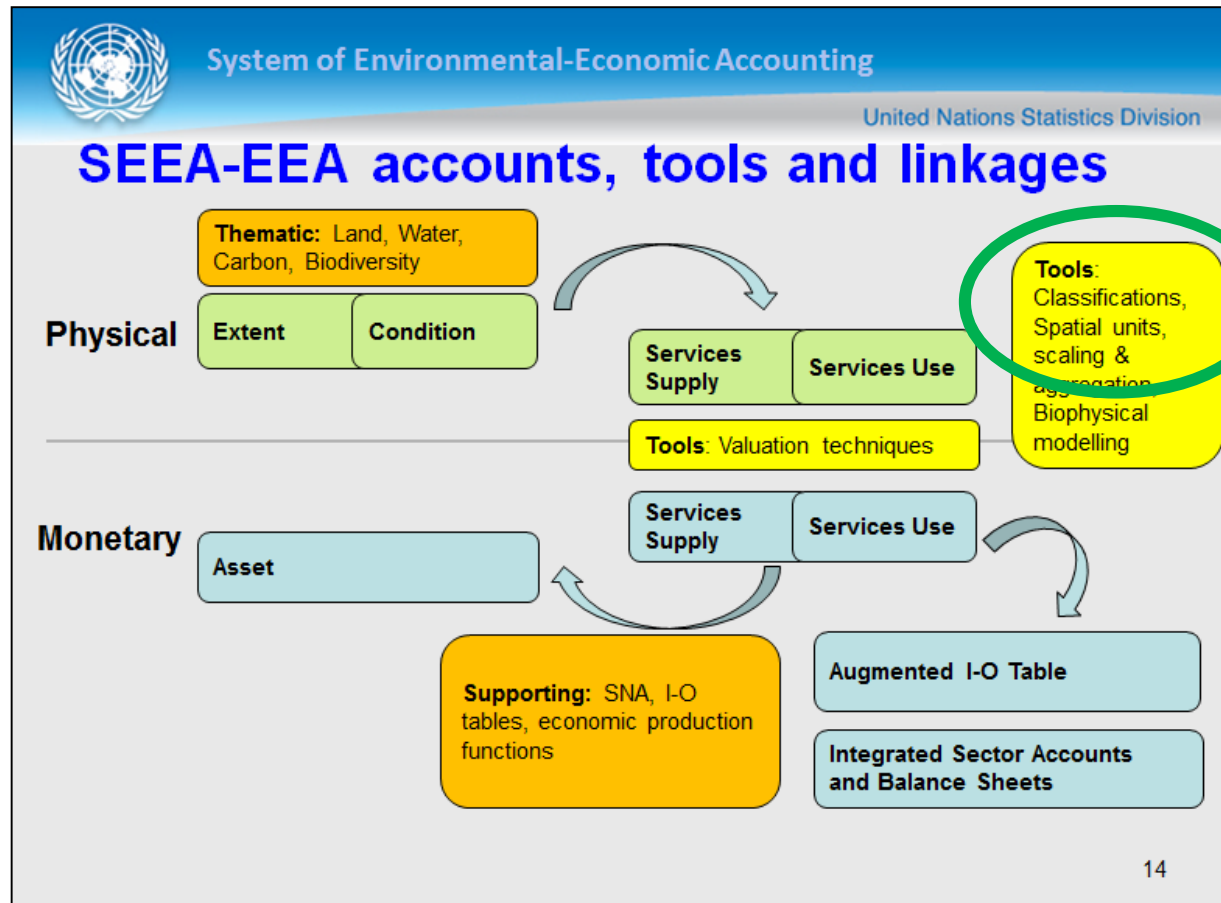 System of Environmental-Economic Accounting
United Nations Statistics Division
SEEA-EEA accounts, tools and linkages
Thematic: Land, Water,
Carbon, Biodiversity
Physical
Extent
Condition
Services
Supply
Services Use
Tools:
Classifications,
Spatial units,
scaling &
aggregation,
Biophysical
modelling
Tools: Valuation techniques
Monetary
Asset
Services
Supply
Services Use
Supporting: SNA, I-O
tables, economic production
functions
Augmented I-O Table
Integrated Sector Accounts
and Balance Sheets
14